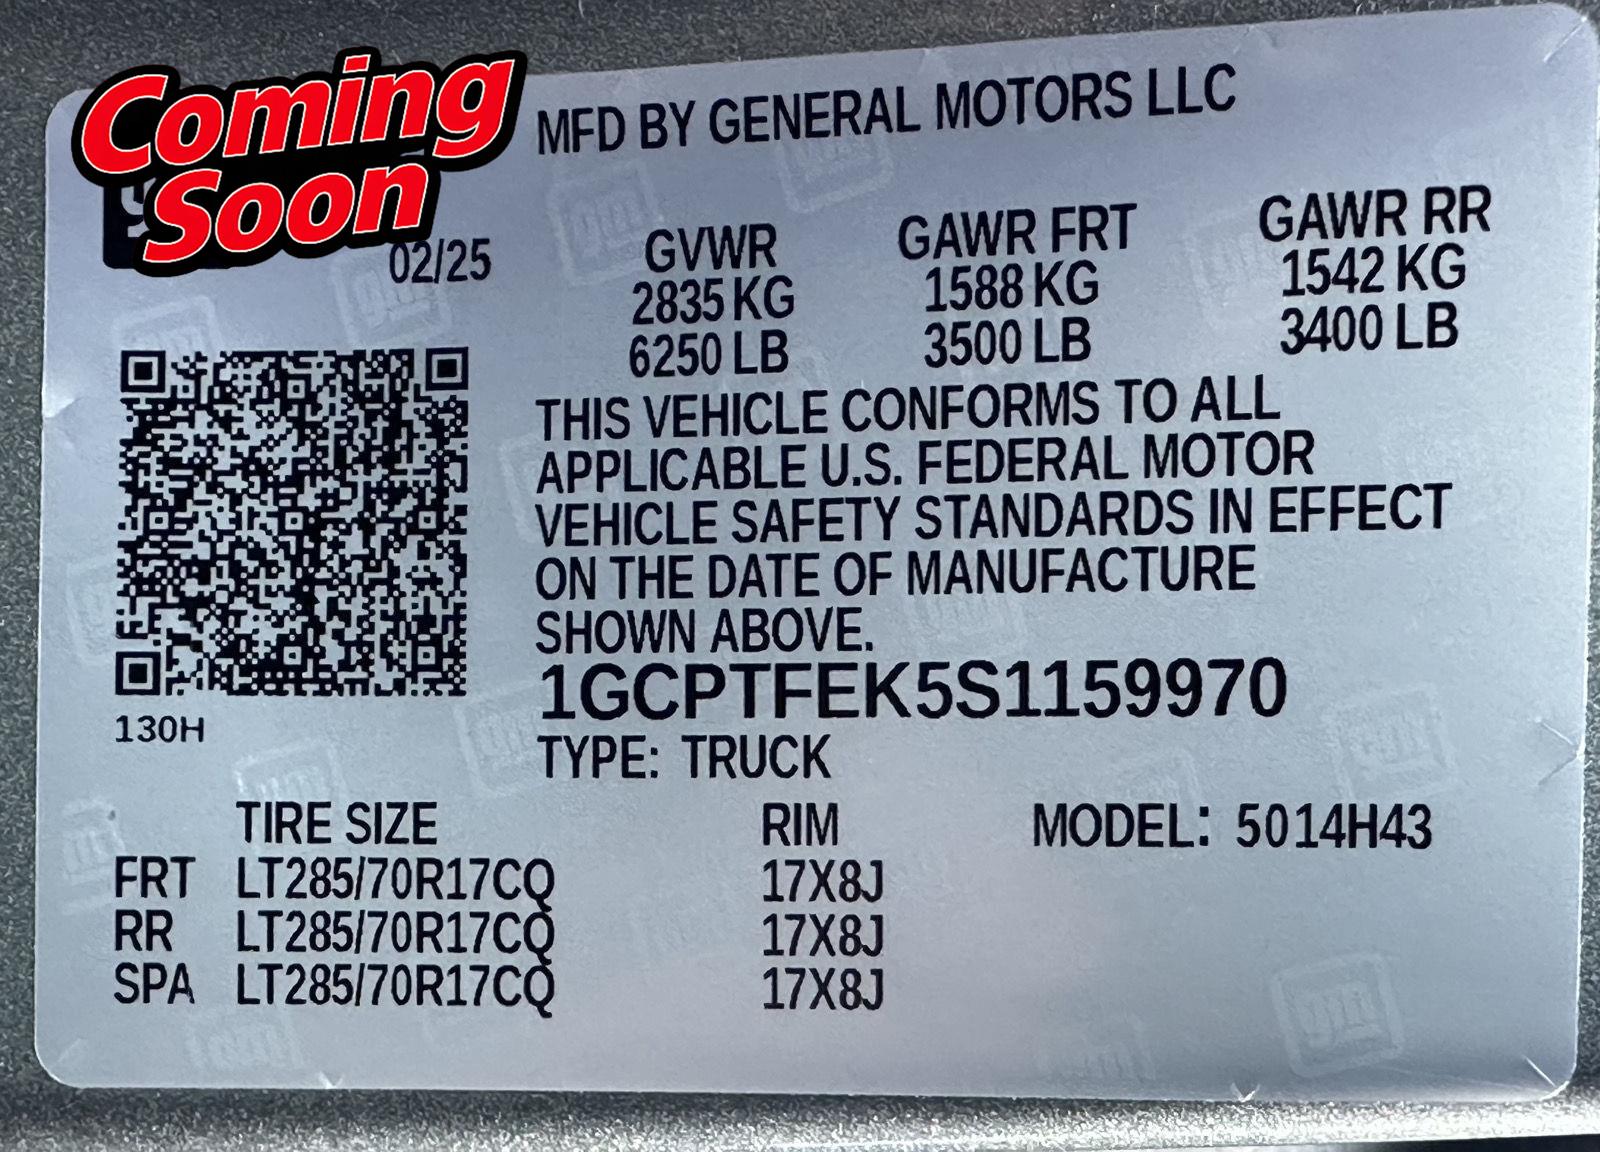 Coming
Soon
MFD BY GENERAL MOTORS LLC
02/25
GVWR GAWR FRT GAWR RR
2835 KG 1588 KG 1542 KG
6250 LB 3500 LB 3400 LB
THIS VEHICLE CONFORMS TO ALL
APPLICABLE U.S. FEDERAL MOTOR
VEHICLE SAFETY STANDARDS IN EFFECT
ON THE DATE OF MANUFACTURE
SHOWN ABOVE.
1GCPTFEK5S1159970
130H
TYPE: TRUCK
TIRE SIZE RIM MODEL: 5014H43
FRT LT285/70R17CQ 17X8J
RR LT285/70R17CQ 17X8J
SPA LT285/70R17CQ 17X8J
gm